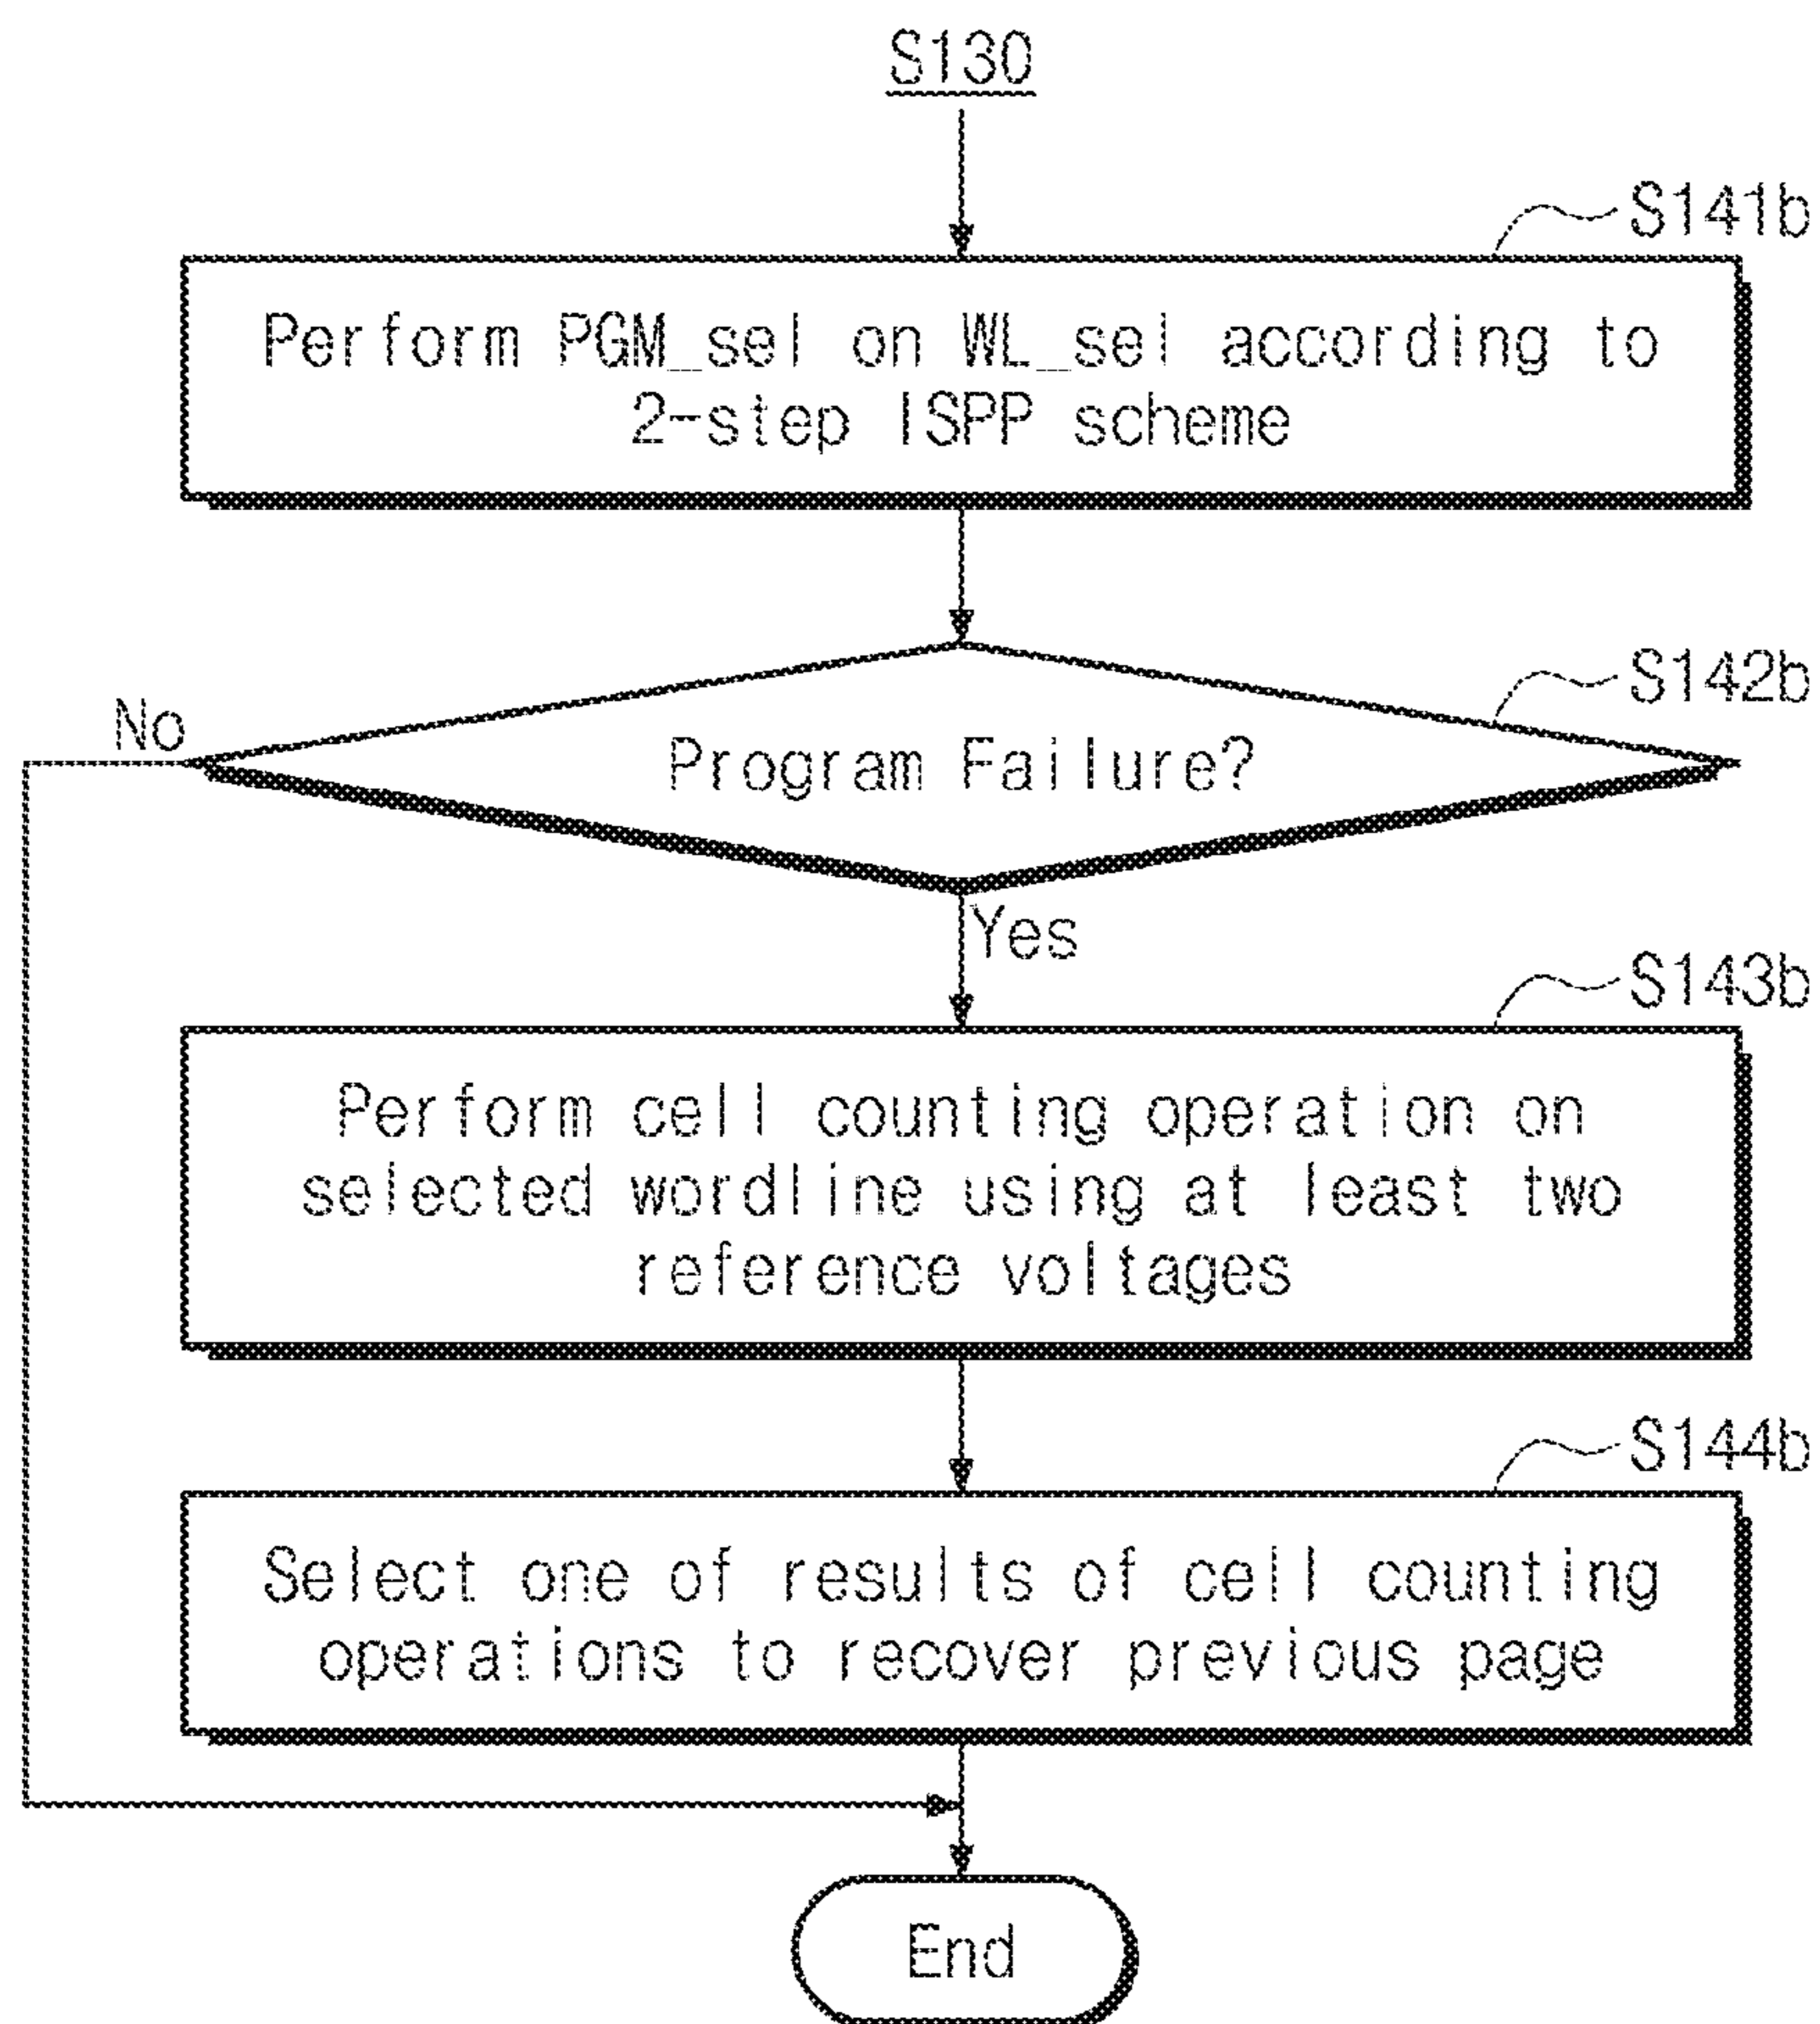 S130
S141b
Perform PGM_sel on WL_sel according to
2-step ISPP scheme
S142b
No
Program Failure?
Yes
S143b
Perform cell counting operation on
selected wordline using at least two
reference voltages
S144b
Select one of results of cell counting
operations to recover previous page
End